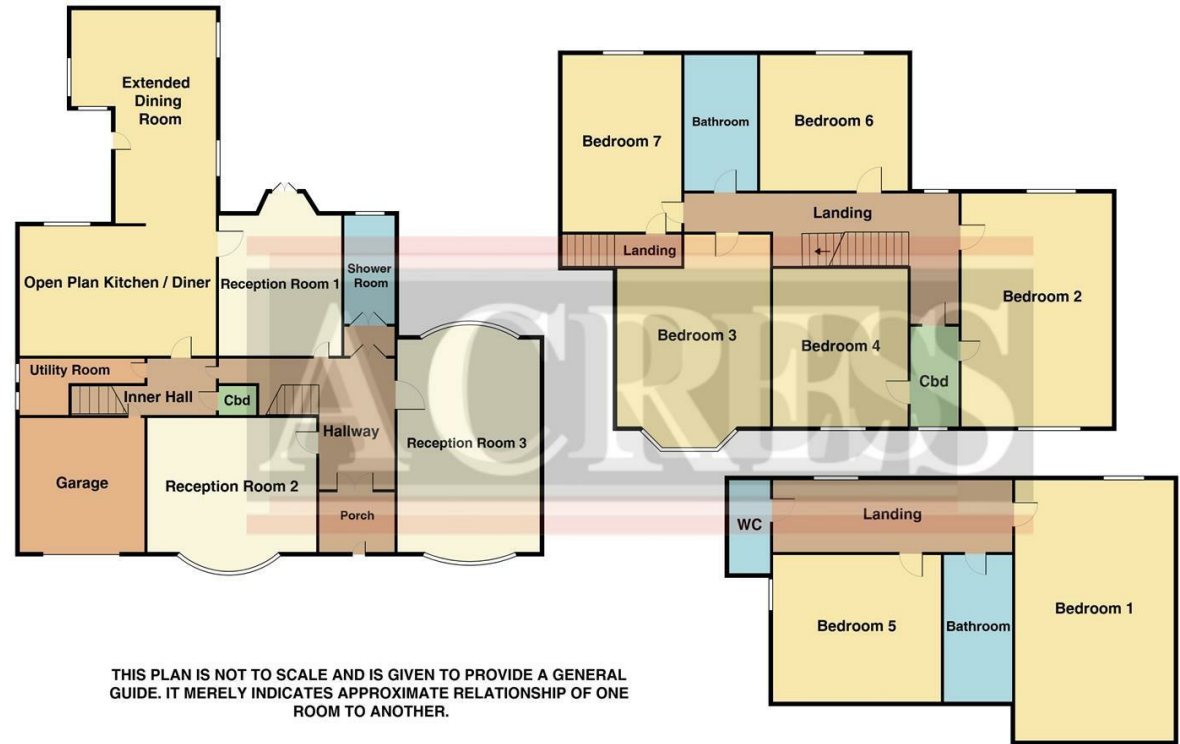 Extended
Dining
Room
Open Plan Kitchen / Diner
Reception Room 1
Shower
Room
Utility Room
Inner Hall
Cbd
Hallway
Reception Room 3
Garage
Reception Room 2
Porch
Bedroom 7
Bathroom
Bedroom 6
Landing
Landing
Bedroom 2
Bedroom 3
Bedroom 4
Cbd
ACRES
WC
Landing
Bedroom 1
Bedroom 5
Bathroom
THIS PLAN IS NOT TO SCALE AND IS GIVEN TO PROVIDE A GENERAL
GUIDE. IT MERELY INDICATES APPROXIMATE RELATIONSHIP OF ONE
ROOM TO ANOTHER.